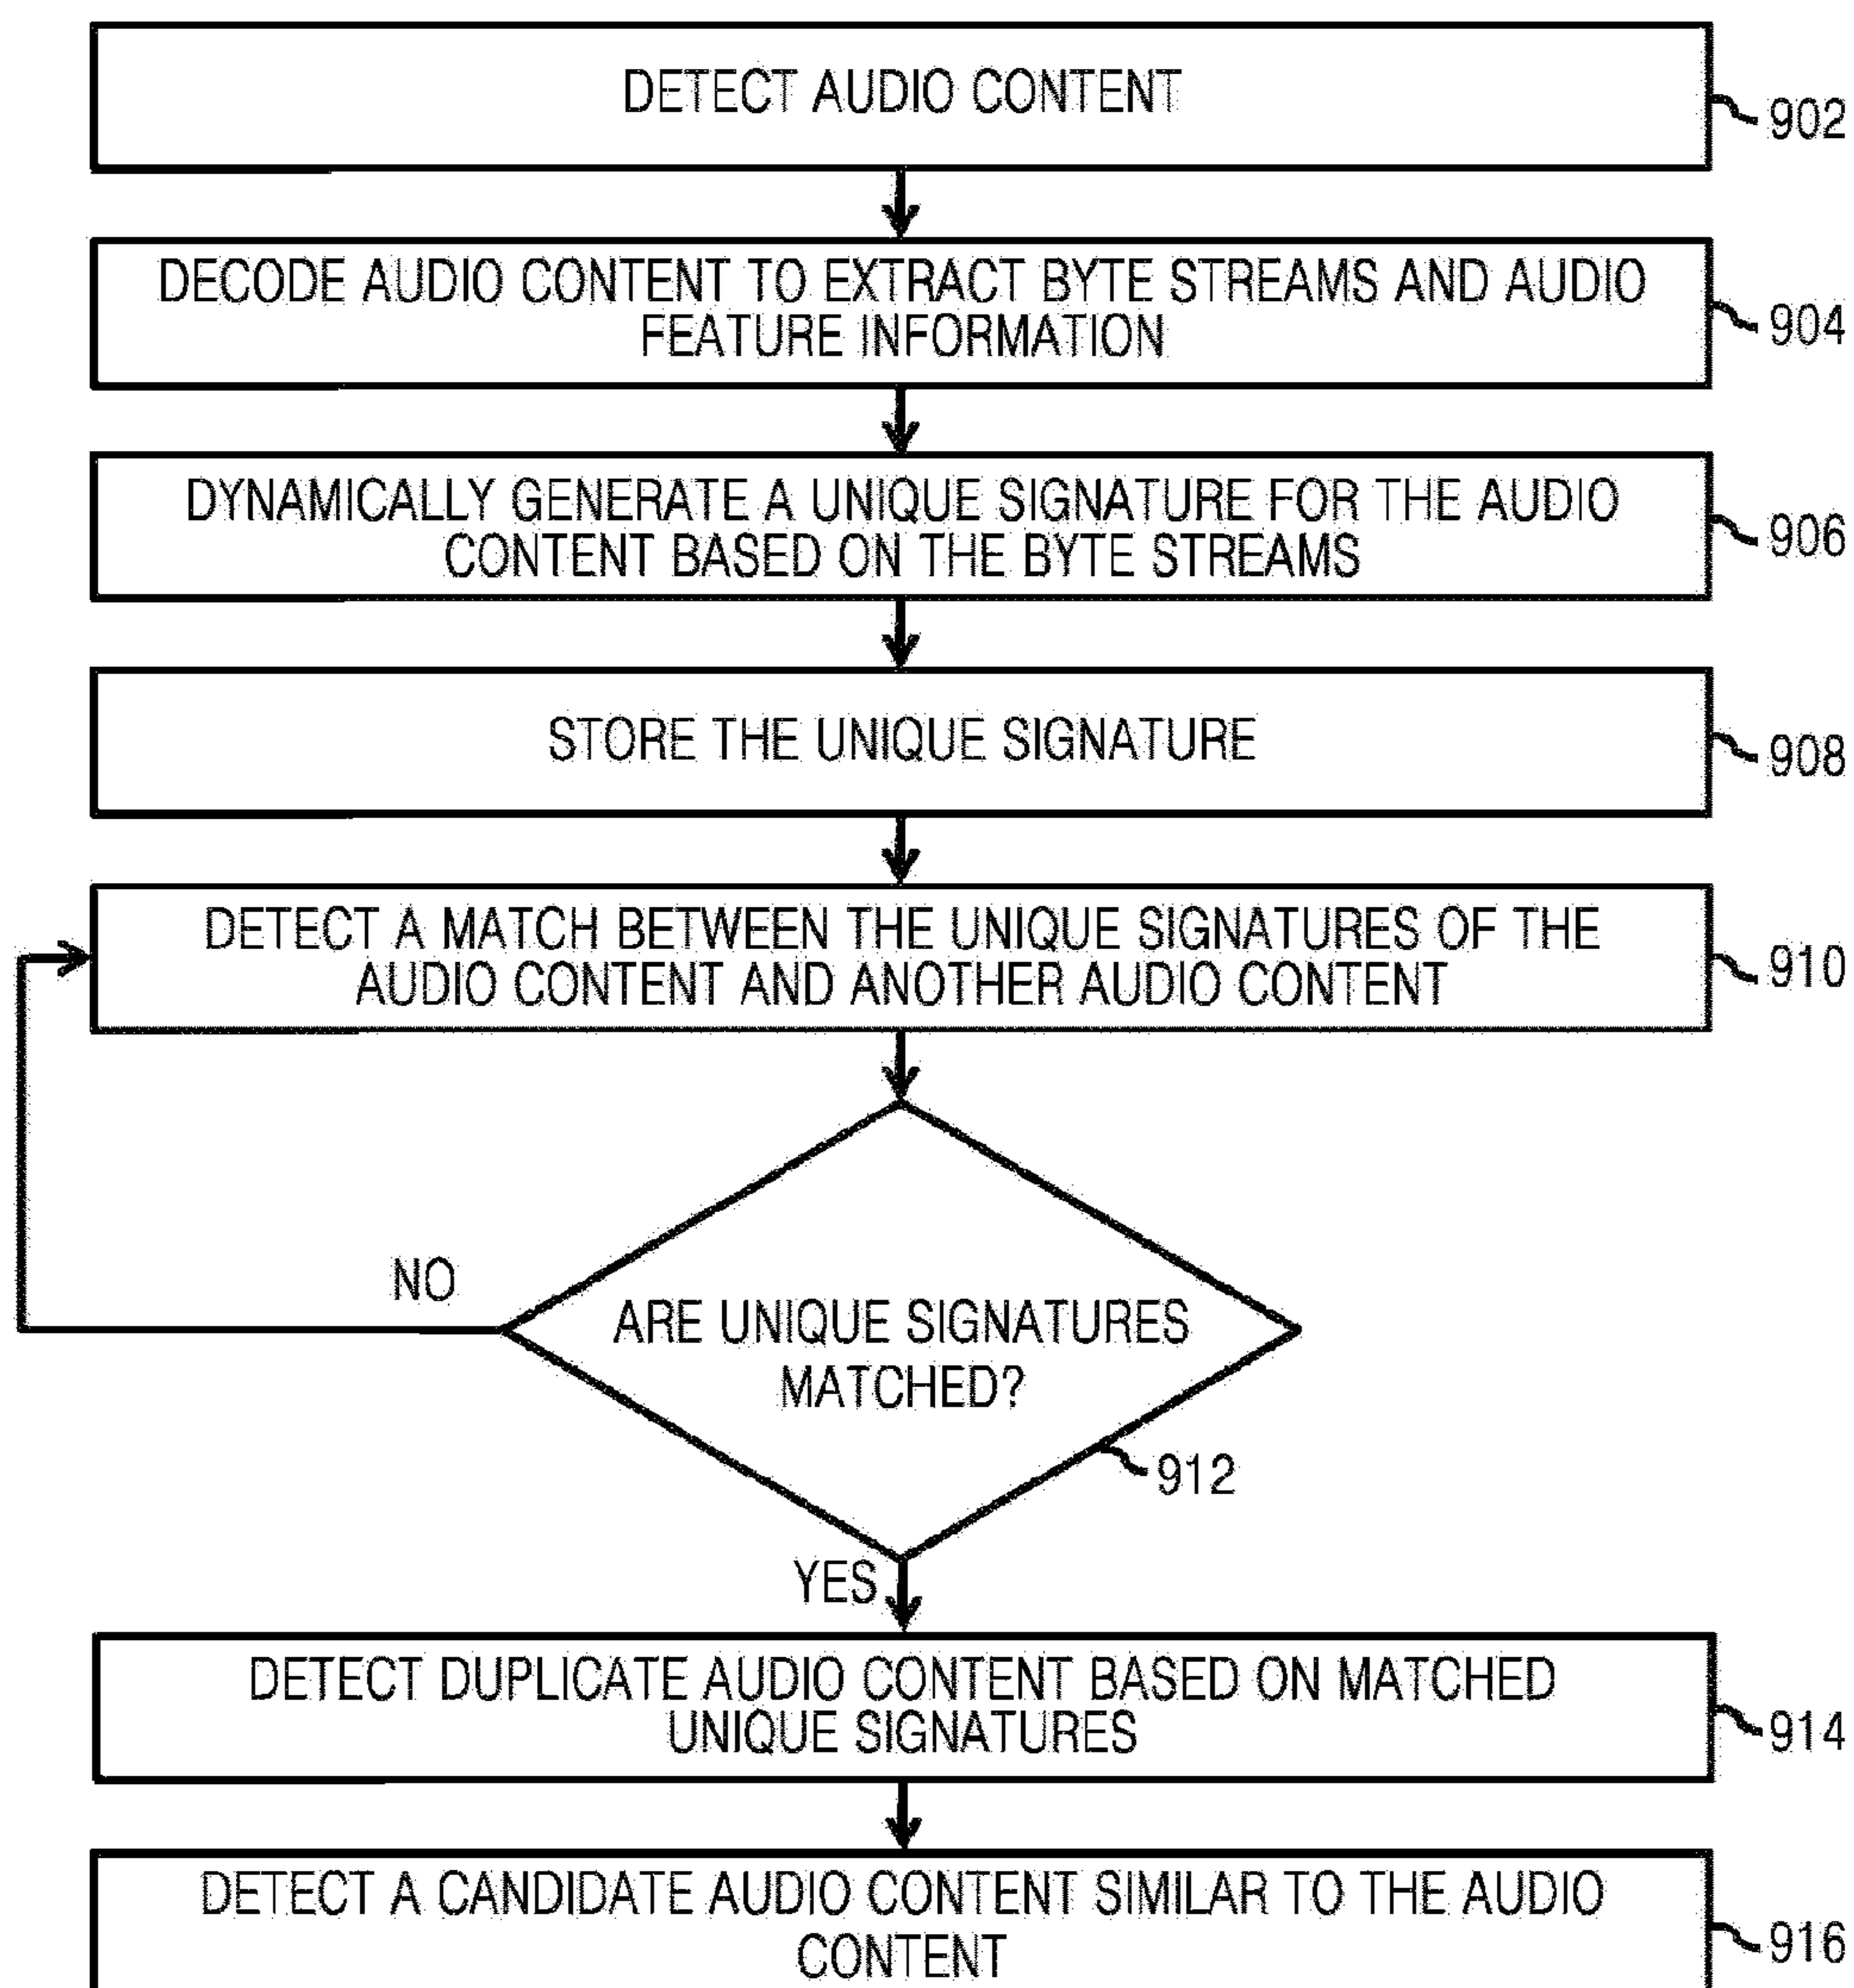 DETECT AUDIO CONTENT
902
DECODE AUDIO CONTENT TO EXTRACT BYTE STREAMS AND AUDIO
FEATURE INFORMATION
904
DYNAMICALLY GENERATE A UNIQUE SIGNATURE FOR THE AUDIO
CONTENT BASED ON THE BYTE STREAMS
906
STORE THE UNIQUE SIGNATURE
908
DETECT A MATCH BETWEEN THE UNIQUE SIGNATURES OF THE
AUDIO CONTENT AND ANOTHER AUDIO CONTENT
910
NO
ARE UNIQUE SIGNATURES
MATCHED?
912
YES
DETECT DUPLICATE AUDIO CONTENT BASED ON MATCHED
UNIQUE SIGNATURES
914
DETECT A CANDIDATE AUDIO CONTENT SIMILAR TO THE AUDIO
CONTENT
916